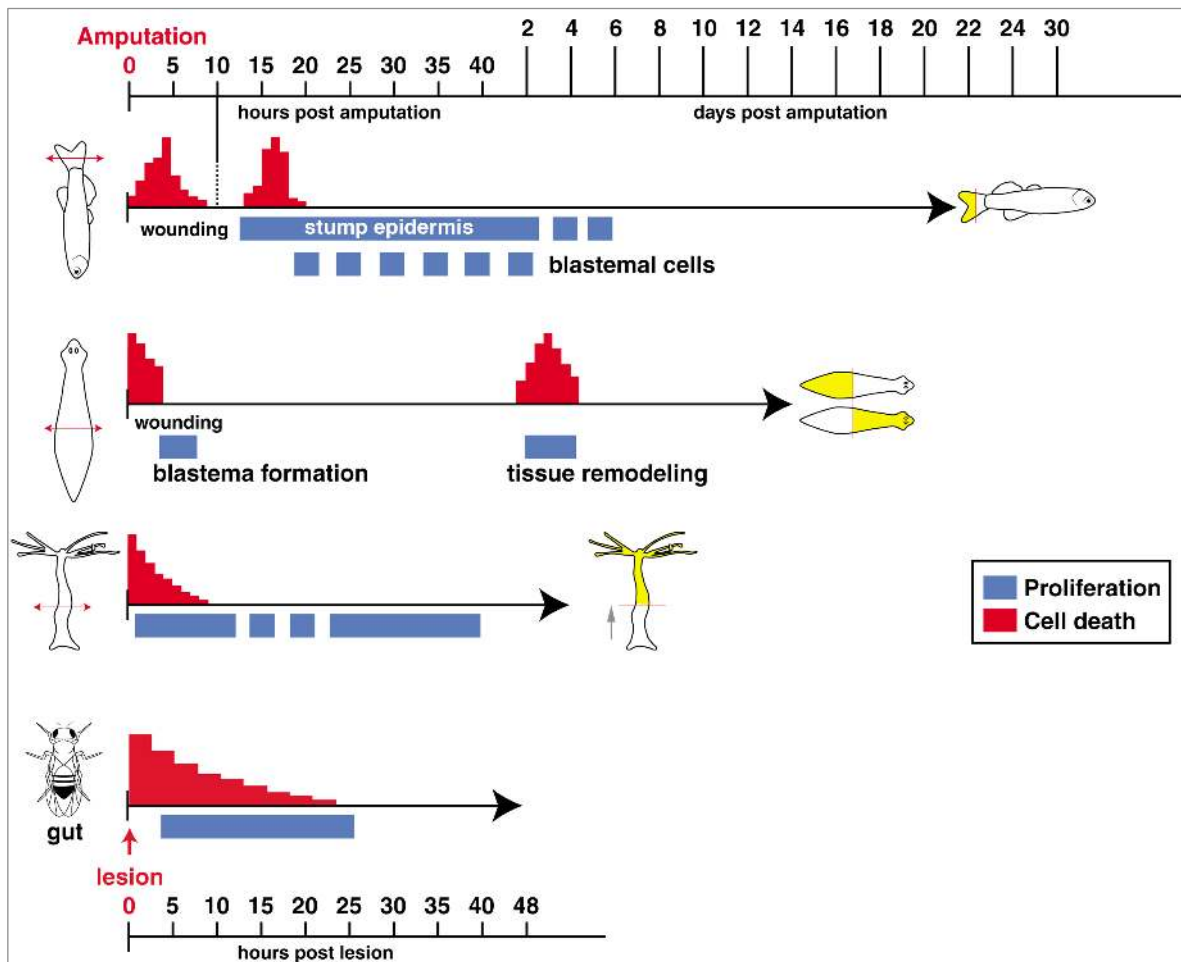 2 4 6 8 10 12 14 16 18 20 22 24 30
Amputation
0 5 10 15 20 25 30 35 40
hours post amputation
days post amputation
wounding
stump epidermis
blastemal cells
wounding
blastema formation
tissue remodeling
Proliferation
Cell death
gut
lesion
0 5 10 15 20 25 30 35 40 48
hours post lesion